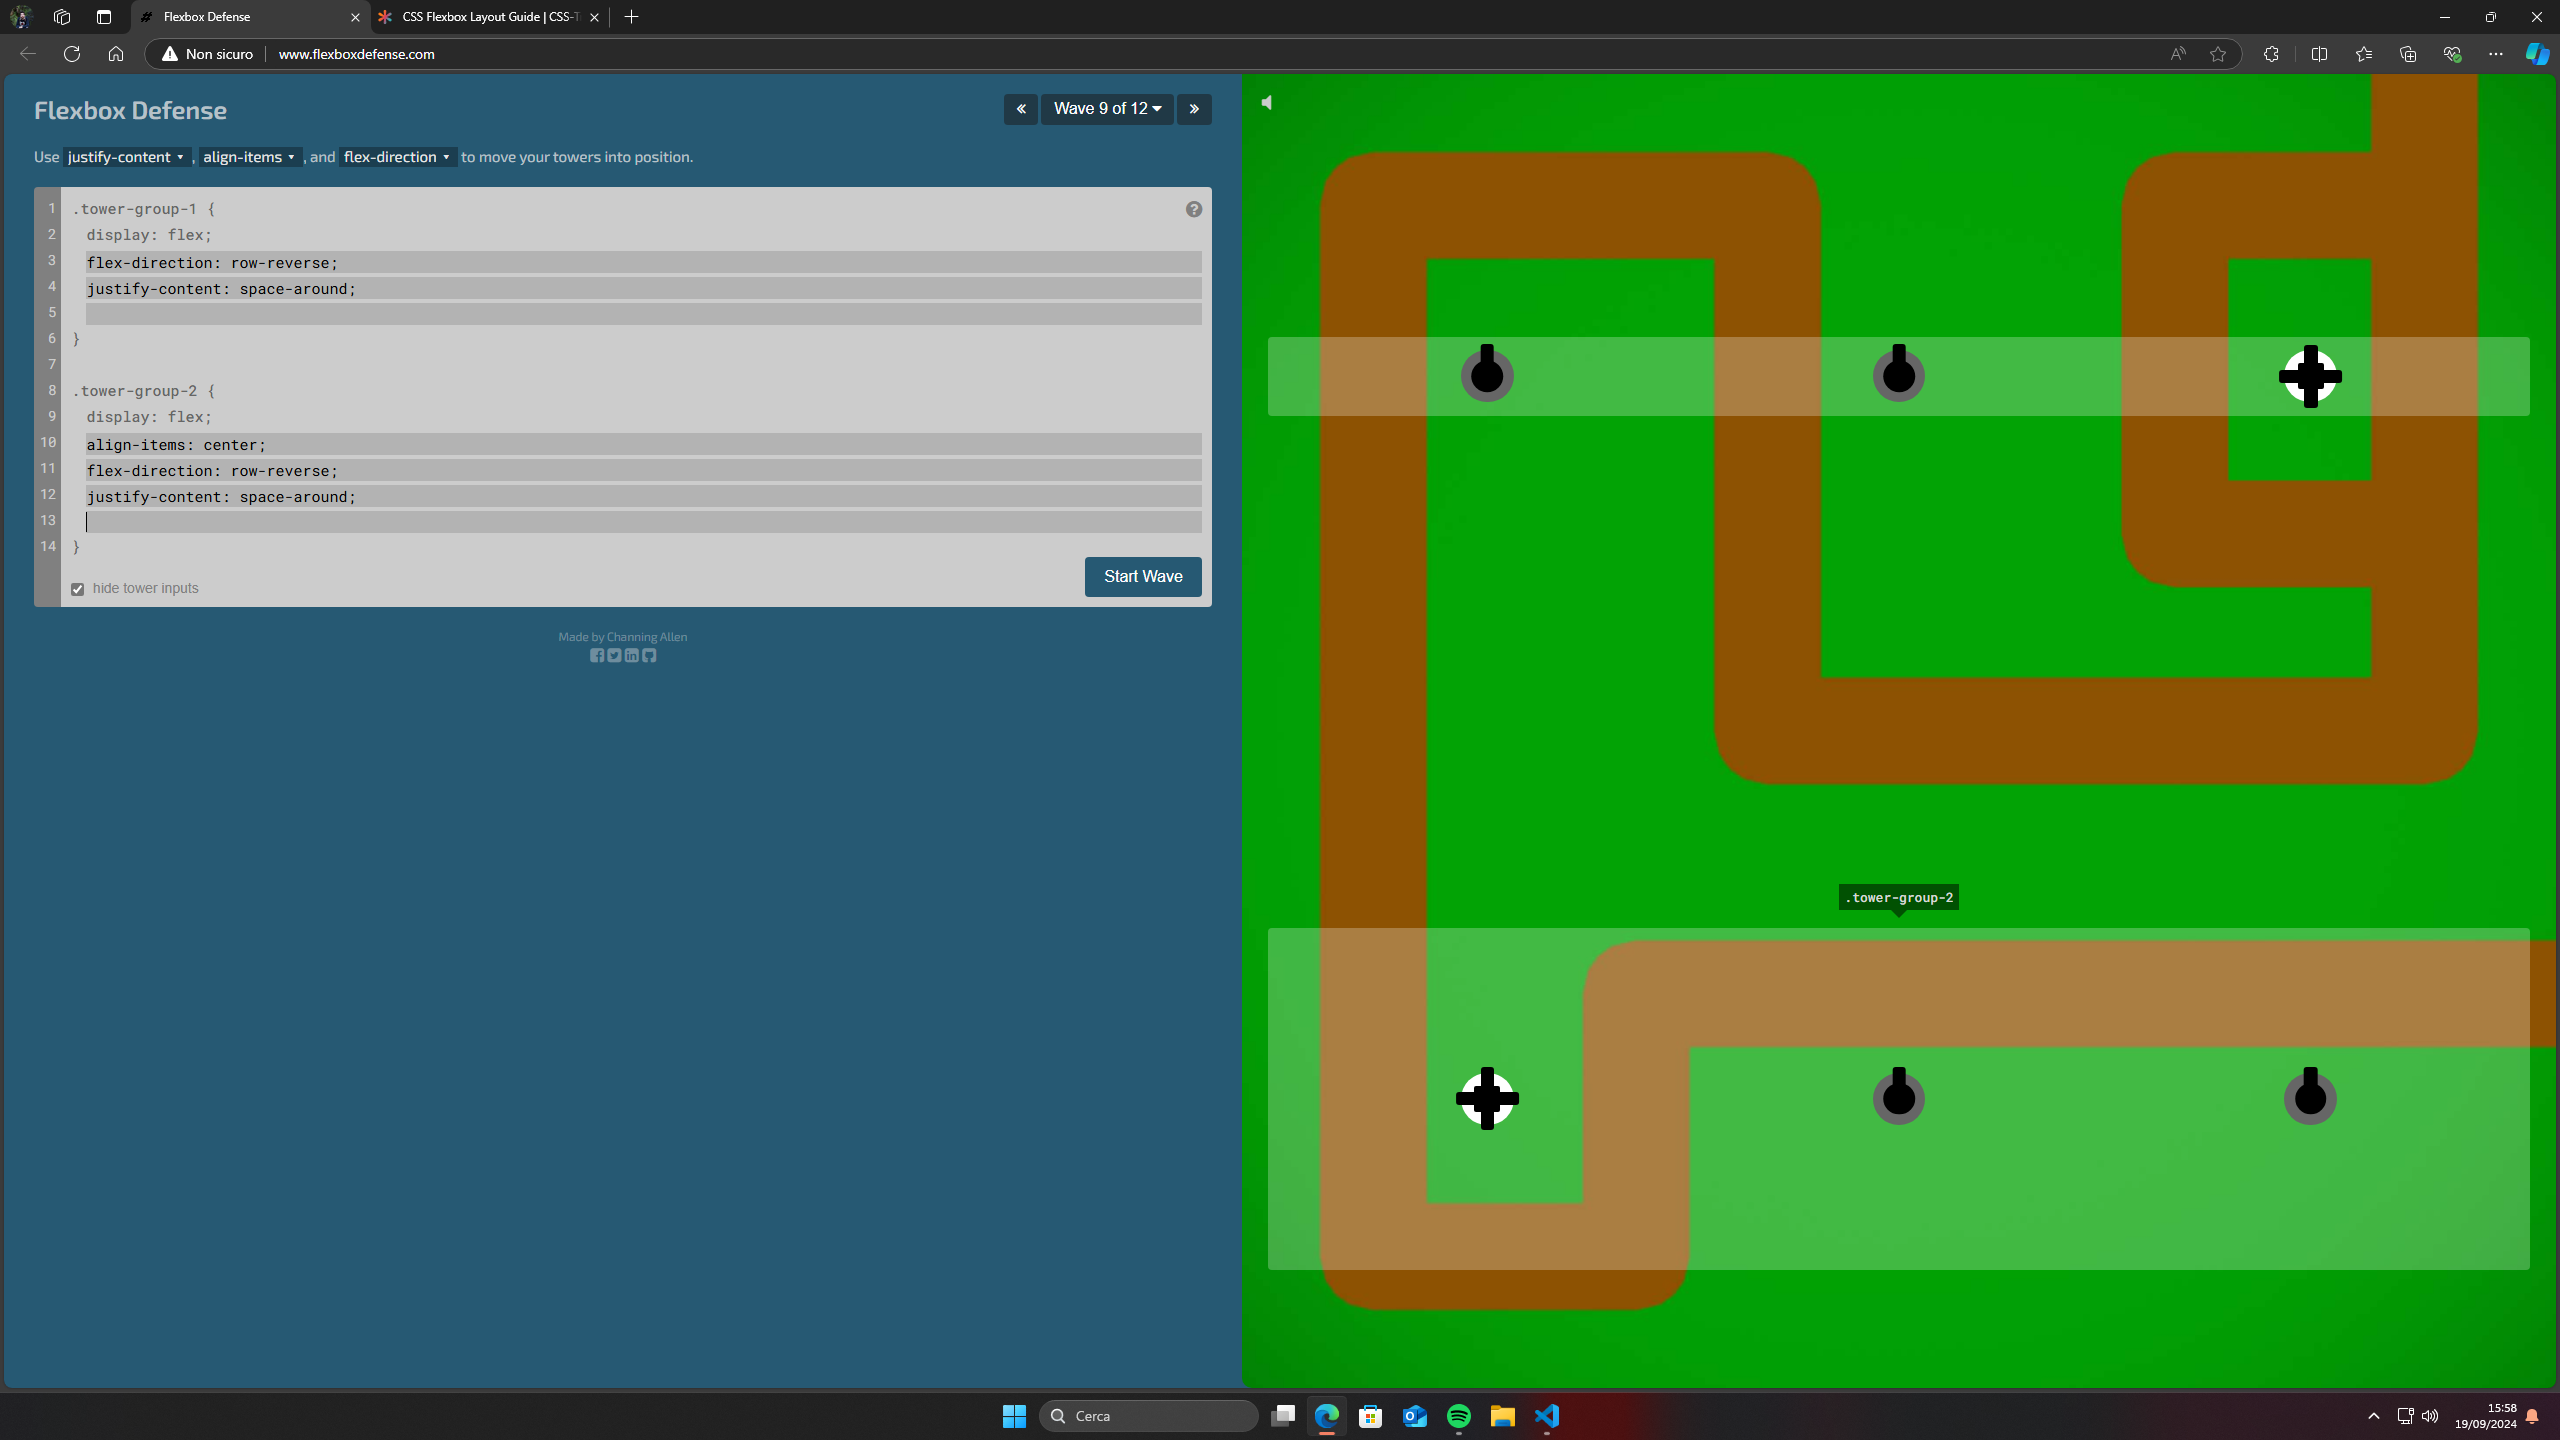 Flexbox Defense
CSS Flexbox Layout Guide | CSS-T
Non sicuro
www.flexboxdefense.com
Flexbox Defense
«
Wave 9 of 12
»
Use justify-content, align-items, and flex-direction to move your towers into position.
1 .tower-group-1 {
2 display: flex;
3 flex-direction: row-reverse;
4 justify-content: space-around;
5
6 }
7
8 .tower-group-2 {
9 display: flex;
10 align-items: center;
11 flex-direction: row-reverse;
12 justify-content: space-around;
13
14 }
hide tower inputs
Start Wave
Made by Channing Allen
.tower-group-2
Cerca
15:58
19/09/2024